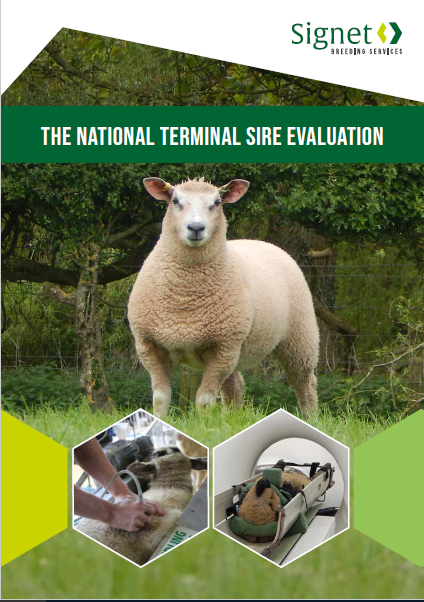 Signet
BREEDING SERVICES
THE NATIONAL TERMINAL SIRE EVALUATION